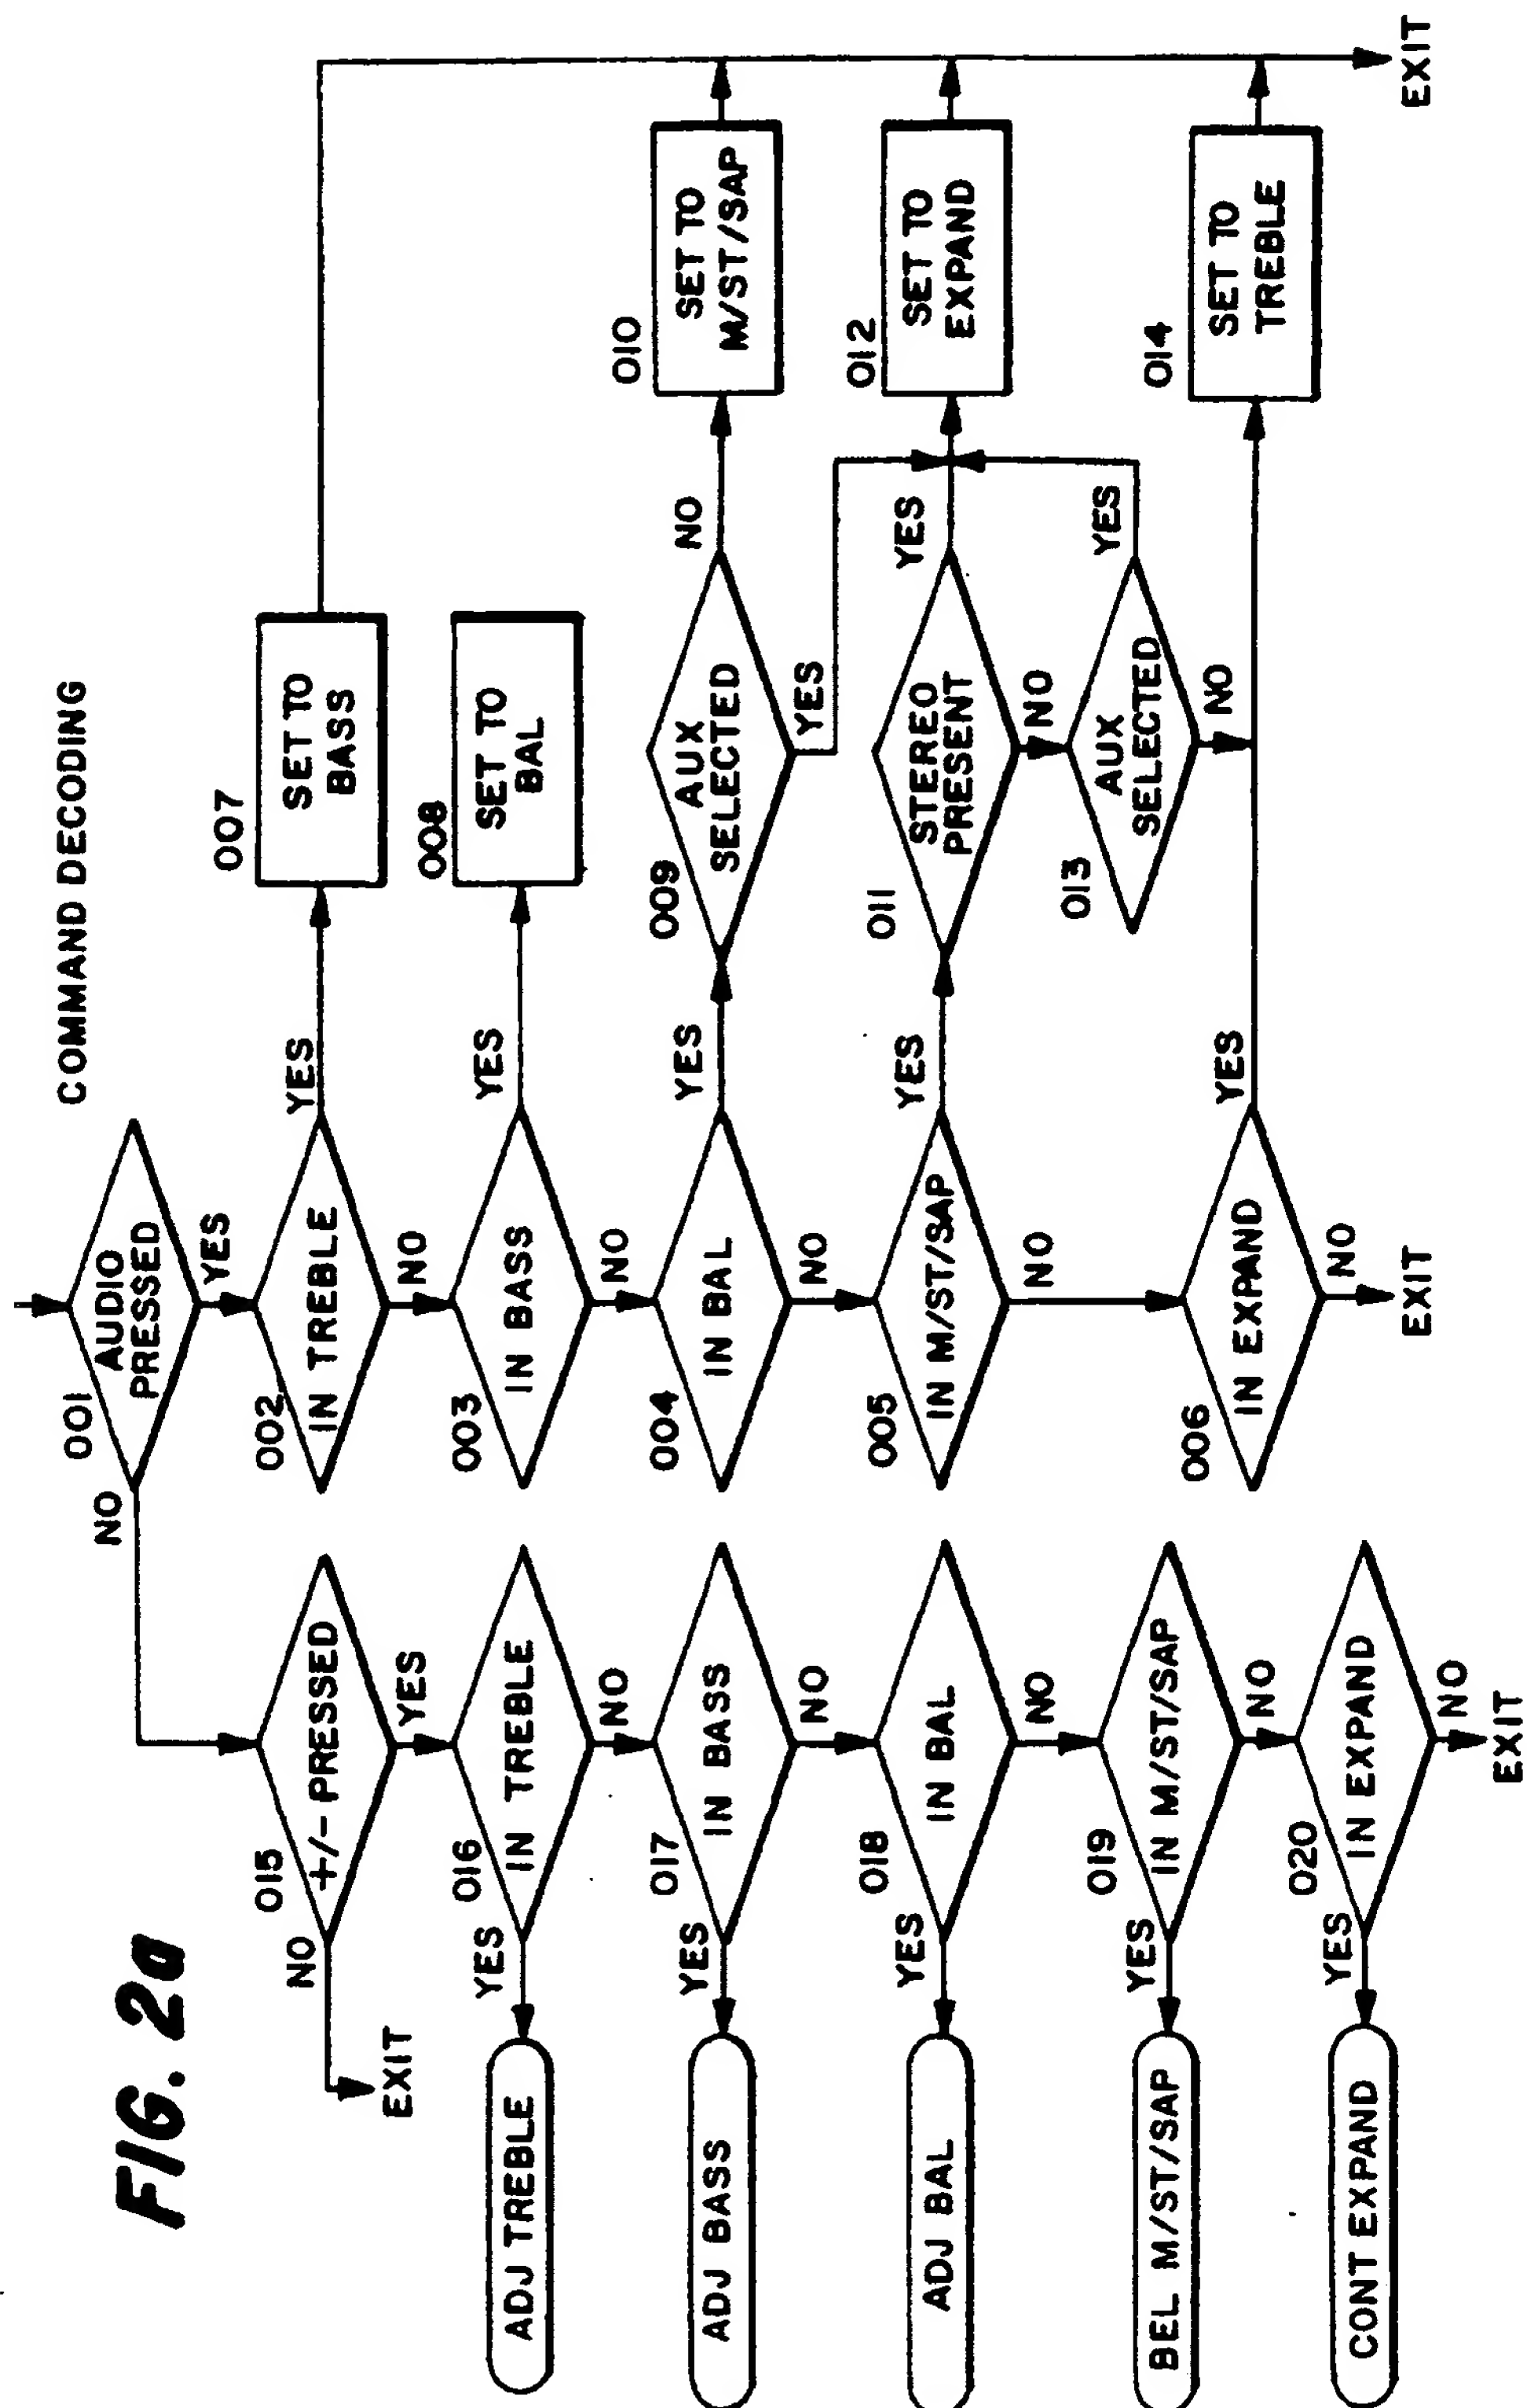 FIG. 2a
COMMAND DECODING
001
AUDIO
PRESSED
NO
YES
015
+/- PRESSED
NO
EXIT
YES
002
IN TREBLE
YES
NO
007
SET TO
BASS
016
IN TREBLE
YES
NO
ADJ TREBLE
003
IN BASS
YES
NO
008
SET TO
BAL
017
IN BASS
YES
NO
ADJ BASS
004
IN BAL
YES
NO
009
AUX
SELECTED
NO
YES
010
SET TO
M/ST/SAP
018
IN BAL
YES
NO
ADJ BAL
005
IN M/ST/SAP
YES
NO
011
STEREO
PRESENT
YES
NO
012
SET TO
EXPAND
013
AUX
SELECTED
YES
NO
019
IN M/ST/SAP
YES
NO
BEL M/ST/SAP
006
IN EXPAND
YES
NO
EXIT
014
SET TO
TREBLE
EXIT
020
IN EXPAND
YES
NO
CONT EXPAND
EXIT